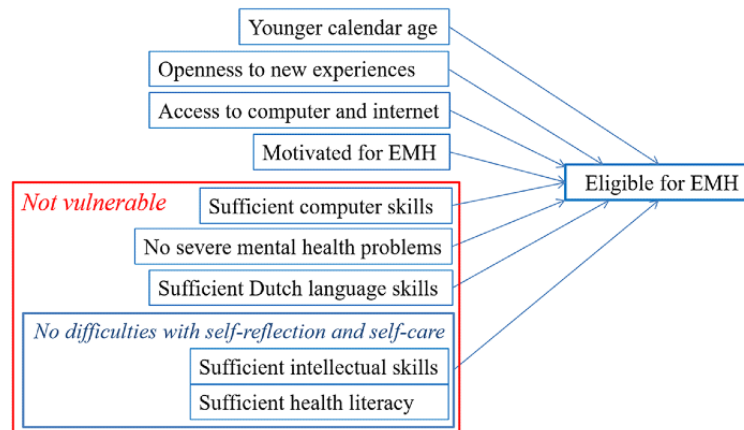 Younger calendar age
Openness to new experiences
Access to computer and internet
Motivated for EMH
Eligible for EMH
Not vulnerable
Sufficient computer skills
No severe mental health problems
Sufficient Dutch language skills
No difficulties with self-reflection and self-care
Sufficient intellectual skills
Sufficient health literacy